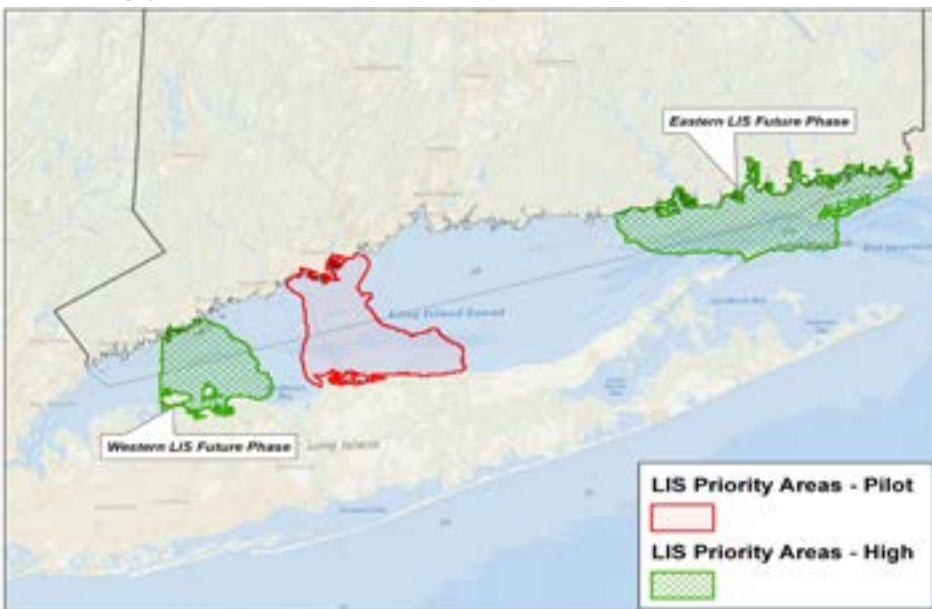 Eastern LIS Future Phase
Long Island Sound
Western LIS Future Phase
Long Island
LIS Priority Areas - Pilot
LIS Priority Areas - High